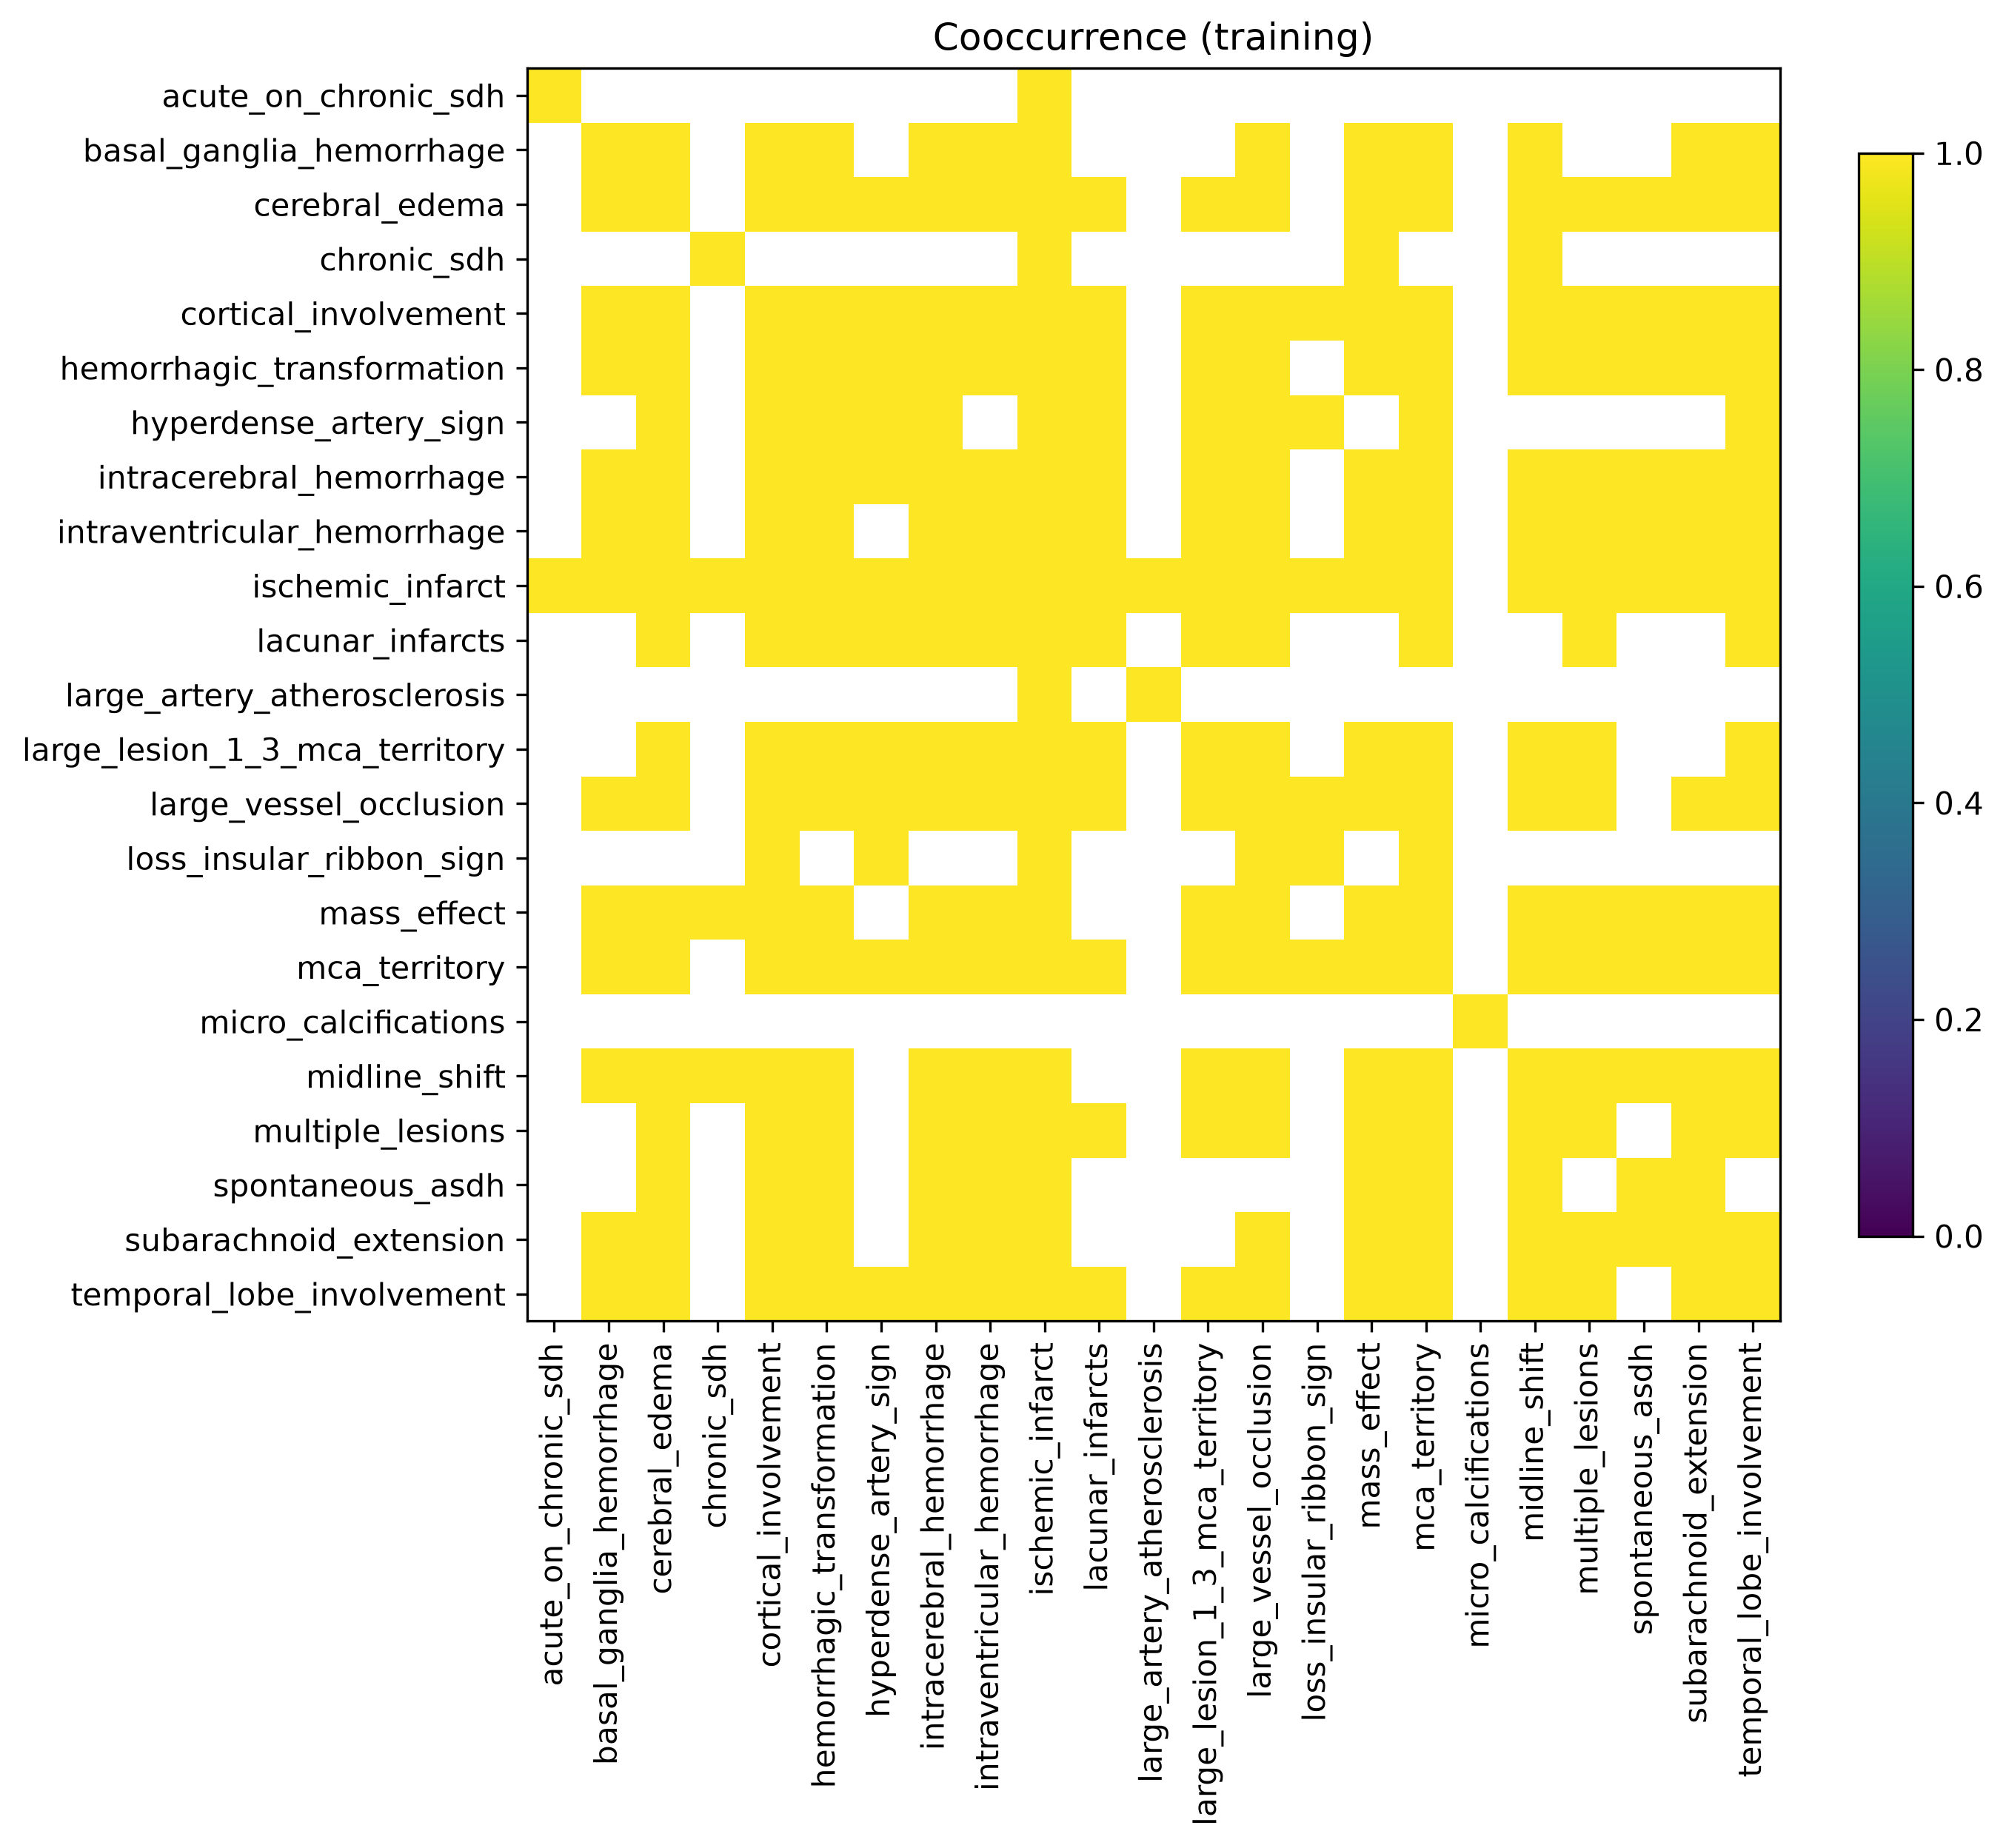 Cooccurrence (training)
acute_on_chronic_sdh
basal_ganglia_hemorrhage
cerebral_edema
chronic_sdh
cortical_involvement
hemorrhagic_transformation
hyperdense_artery_sign
intracerebral_hemorrhage
intraventricular_hemorrhage
ischemic_infarct
lacunar_infarcts
large_artery_atherosclerosis
large_lesion_1_3_mca_territory
large_vessel_occlusion
loss_insular_ribbon_sign
mass_effect
mca_territory
micro_calcifications
midline_shift
multiple_lesions
spontaneous_asdh
subarachnoid_extension
temporal_lobe_involvement
acute_on_chronic_sdh
basal_ganglia_hemorrhage
cerebral_edema
chronic_sdh
cortical_involvement
hemorrhagic_transformation
hyperdense_artery_sign
intracerebral_hemorrhage
intraventricular_hemorrhage
ischemic_infarct
lacunar_infarcts
large_artery_atherosclerosis
large_lesion_1_3_mca_territory
large_vessel_occlusion
loss_insular_ribbon_sign
mass_effect
mca_territory
micro_calcifications
midline_shift
multiple_lesions
spontaneous_asdh
subarachnoid_extension
temporal_lobe_involvement
1.0
0.8
0.6
0.4
0.2
0.0